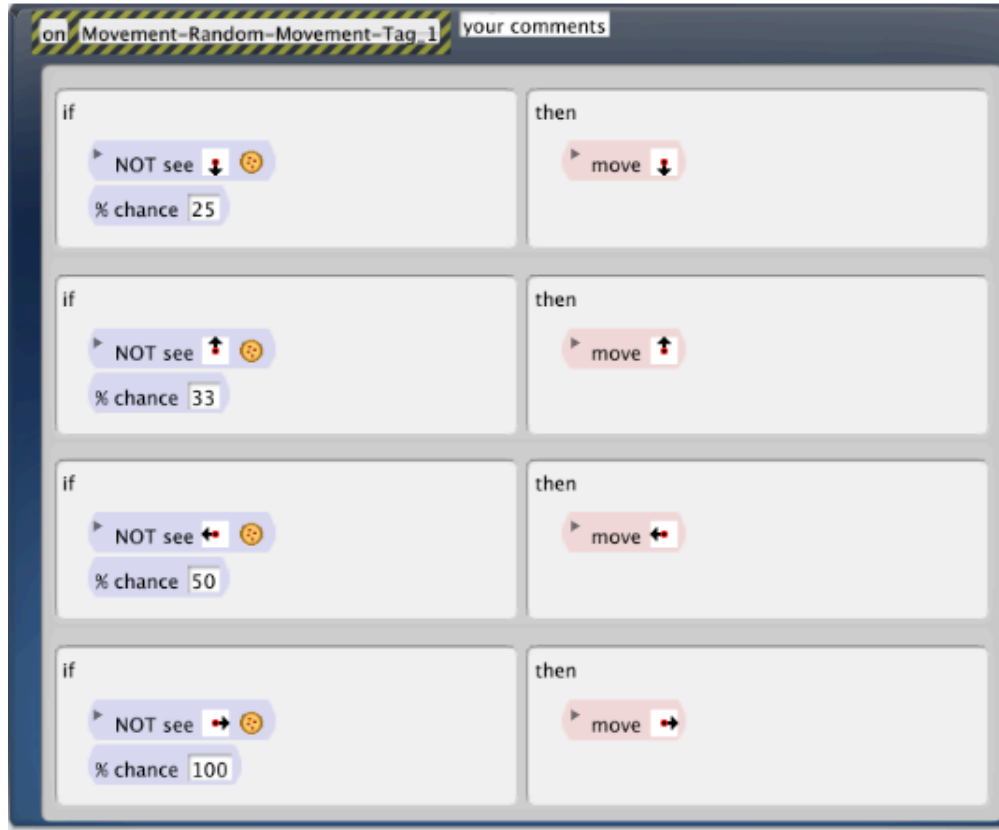 on Movement-Random-Movement-Tag_1 your comments
if then
NOT see move
% chance 25
if then
NOT see move
% chance 33
if then
NOT see move
% chance 50
if then
NOT see move
% chance 100